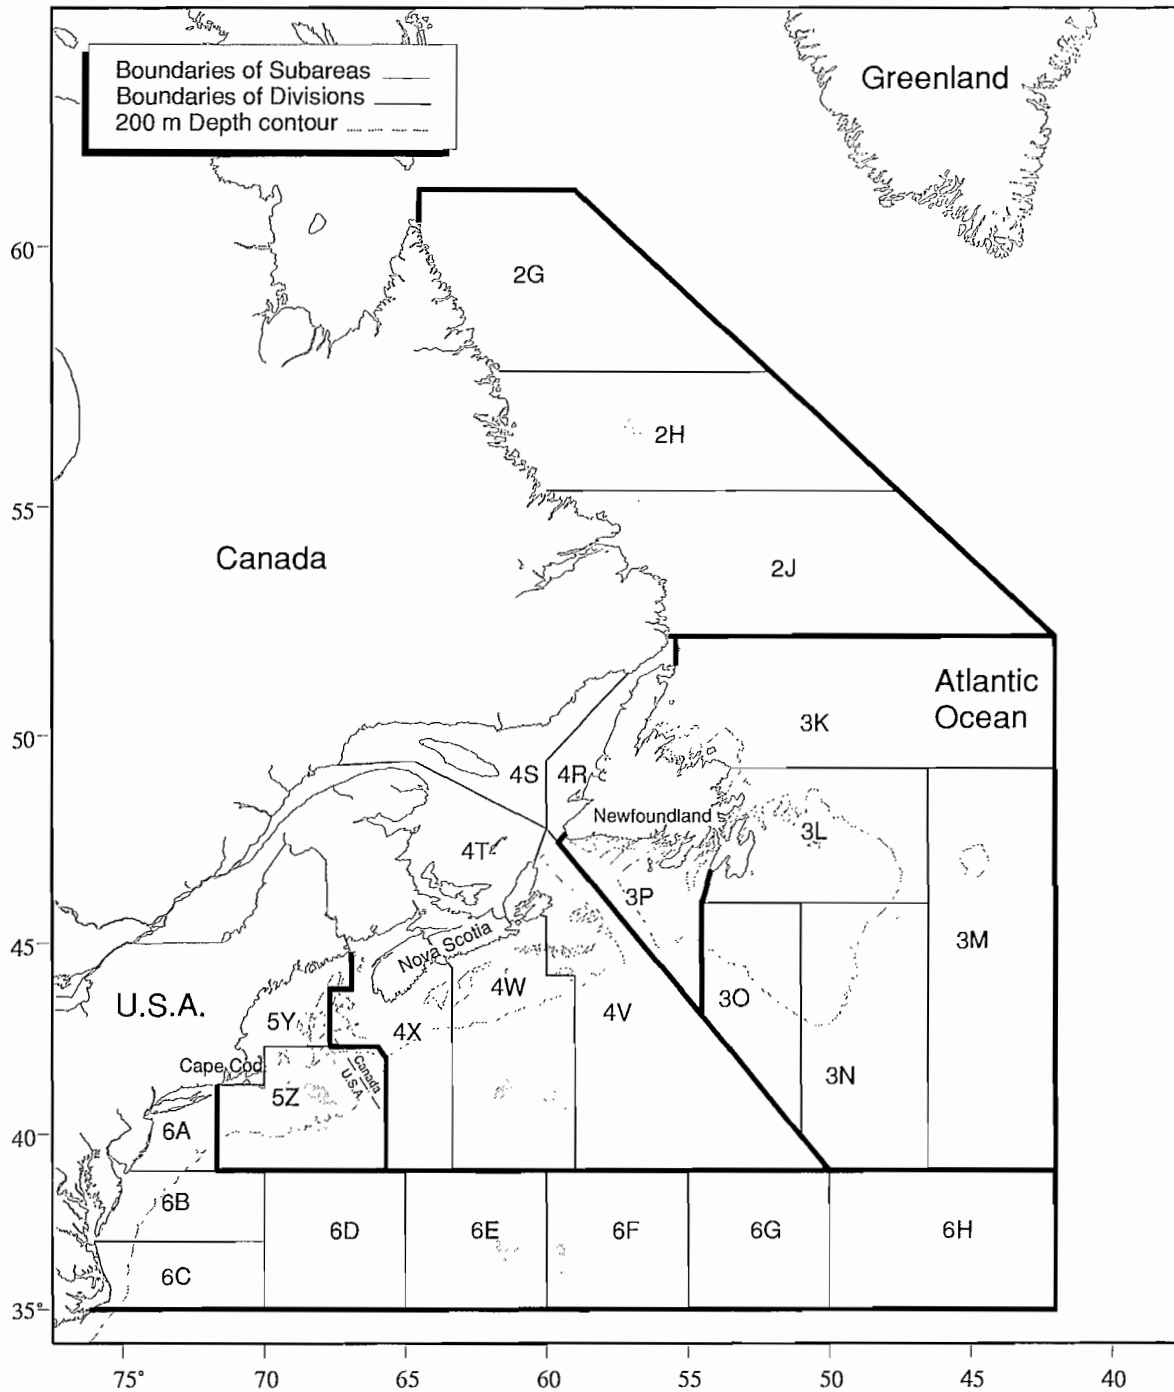 Boundaries of Subareas
Boundaries of Divisions
200 m Depth contour
Greenland
60
2G
2H
55
Canada
2J
Atlantic
Ocean
50
3K
4S
4R
Newfoundland
3L
4T
3P
45
Nova Scotia
3M
4W
3O
U.S.A.
4V
5Y
4X
Cape Cod
Canada
U.S.A
5Z
3N
40
6A
6B
6D
6E
6F
6G
6H
6C
35°
75°
70
65
60
55
50
45
40